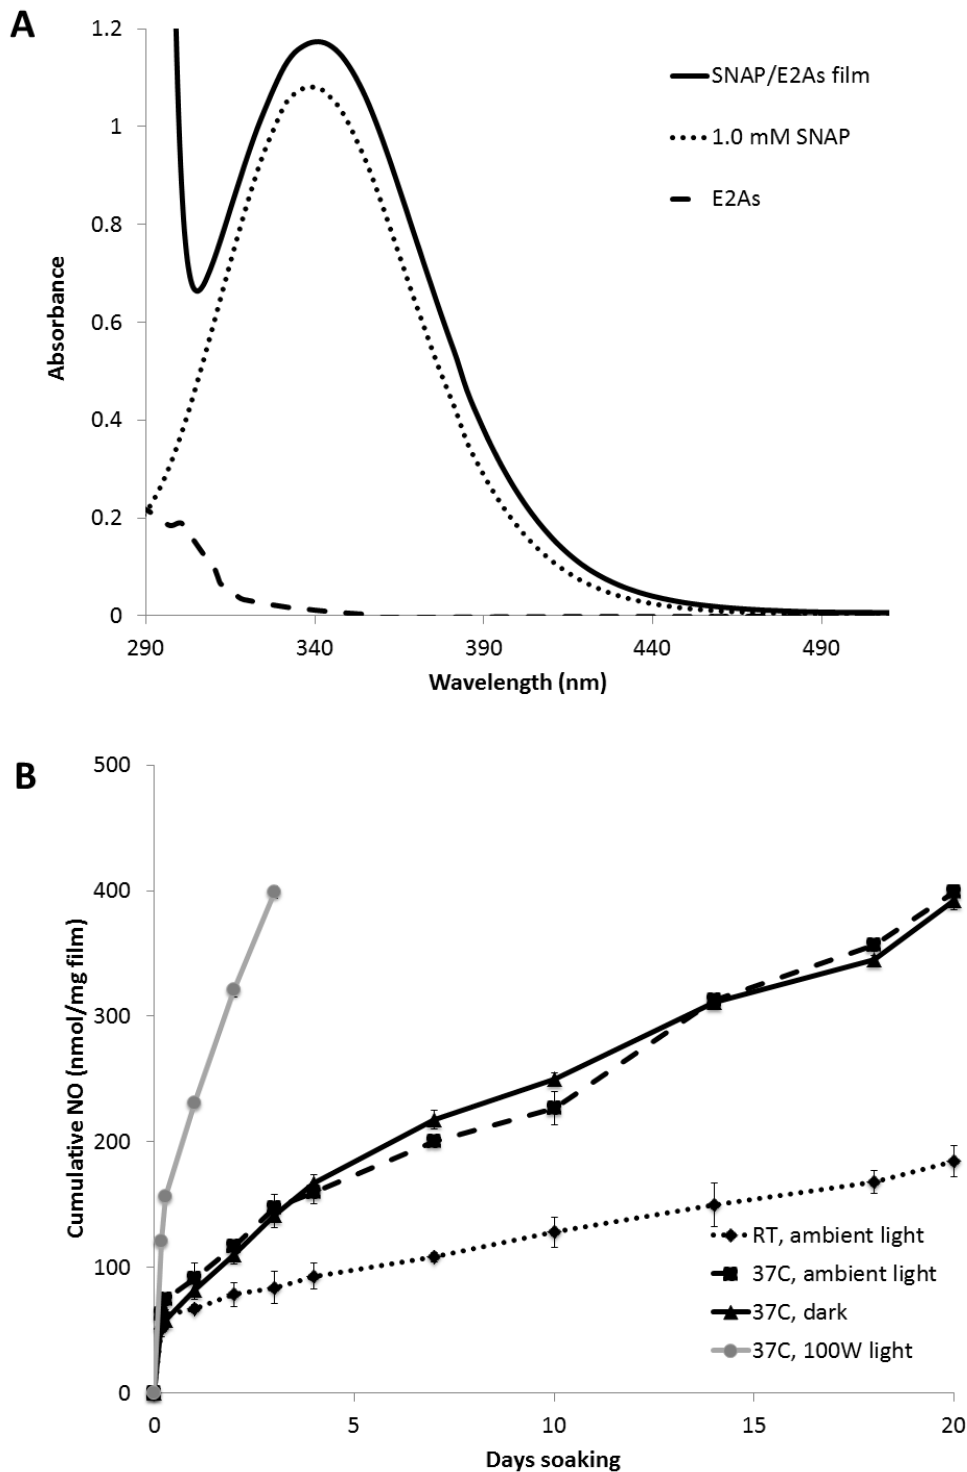 A
1.2
1
0.8
0.6
0.4
0.2
0
Absorbance
290 340 390 440 490
Wavelength (nm)
SNAP/E2As film
1.0 mM SNAP
E2As
B
500
400
300
200
100
0
Cumulative NO (nmol/mg film)
0 5 10 15 20
Days soaking
RT, ambient light
37C, ambient light
37C, dark
37C, 100W light